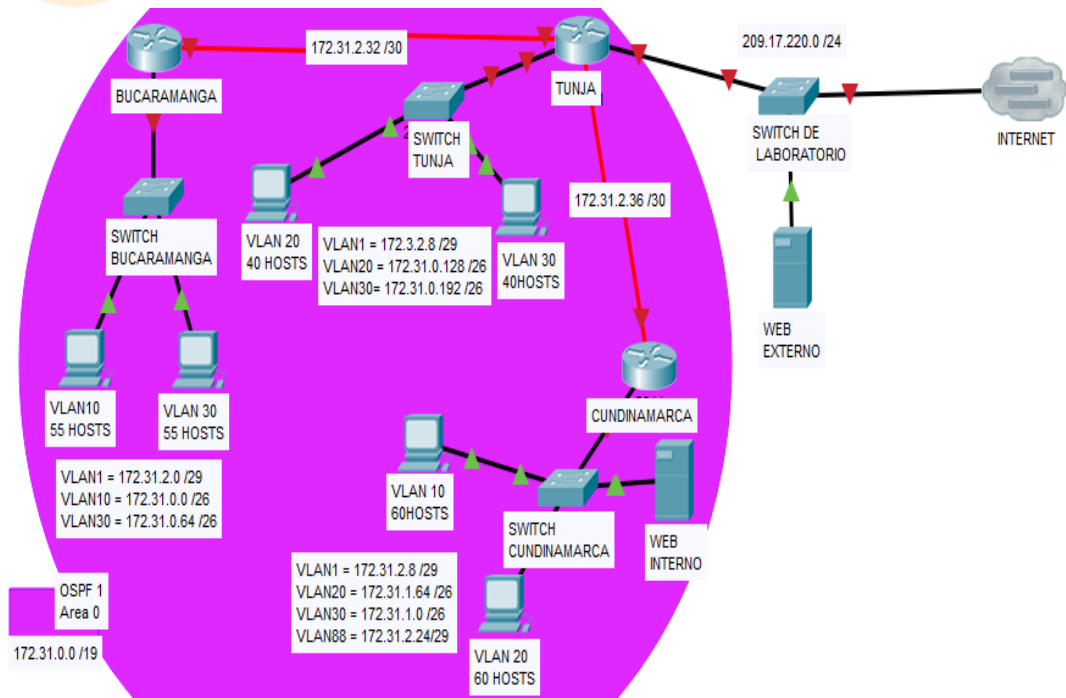 172.31.2.32 /30
209.17.220.0 /24
BUCARAMANGA
TUNJA
SWITCH
TUNJA
SWITCH DE
LABORATORIO
INTERNET
172.31.2.36 /30
SWITCH
BUCARAMANGA
VLAN 20
40 HOSTS
VLAN1 = 172.3.2.8 /29
VLAN20 = 172.31.0.128 /26
VLAN30= 172.31.0.192 /26
VLAN 30
40HOSTS
WEB
EXTERNO
VLAN10
55 HOSTS
VLAN 30
55 HOSTS
CUNDINAMARCA
VLAN1 = 172.31.2.0 /29
VLAN10 = 172.31.0.0 /26
VLAN30 = 172.31.0.64 /26
VLAN 10
60HOSTS
SWITCH
CUNDINAMARCA
WEB
INTERNO
VLAN1 = 172.31.2.8 /29
VLAN20 = 172.31.1.64 /26
VLAN30 = 172.31.1.0 /26
VLAN88 = 172.31.2.24/29
OSPF 1
Area 0
172.31.0.0 /19
VLAN 20
60 HOSTS